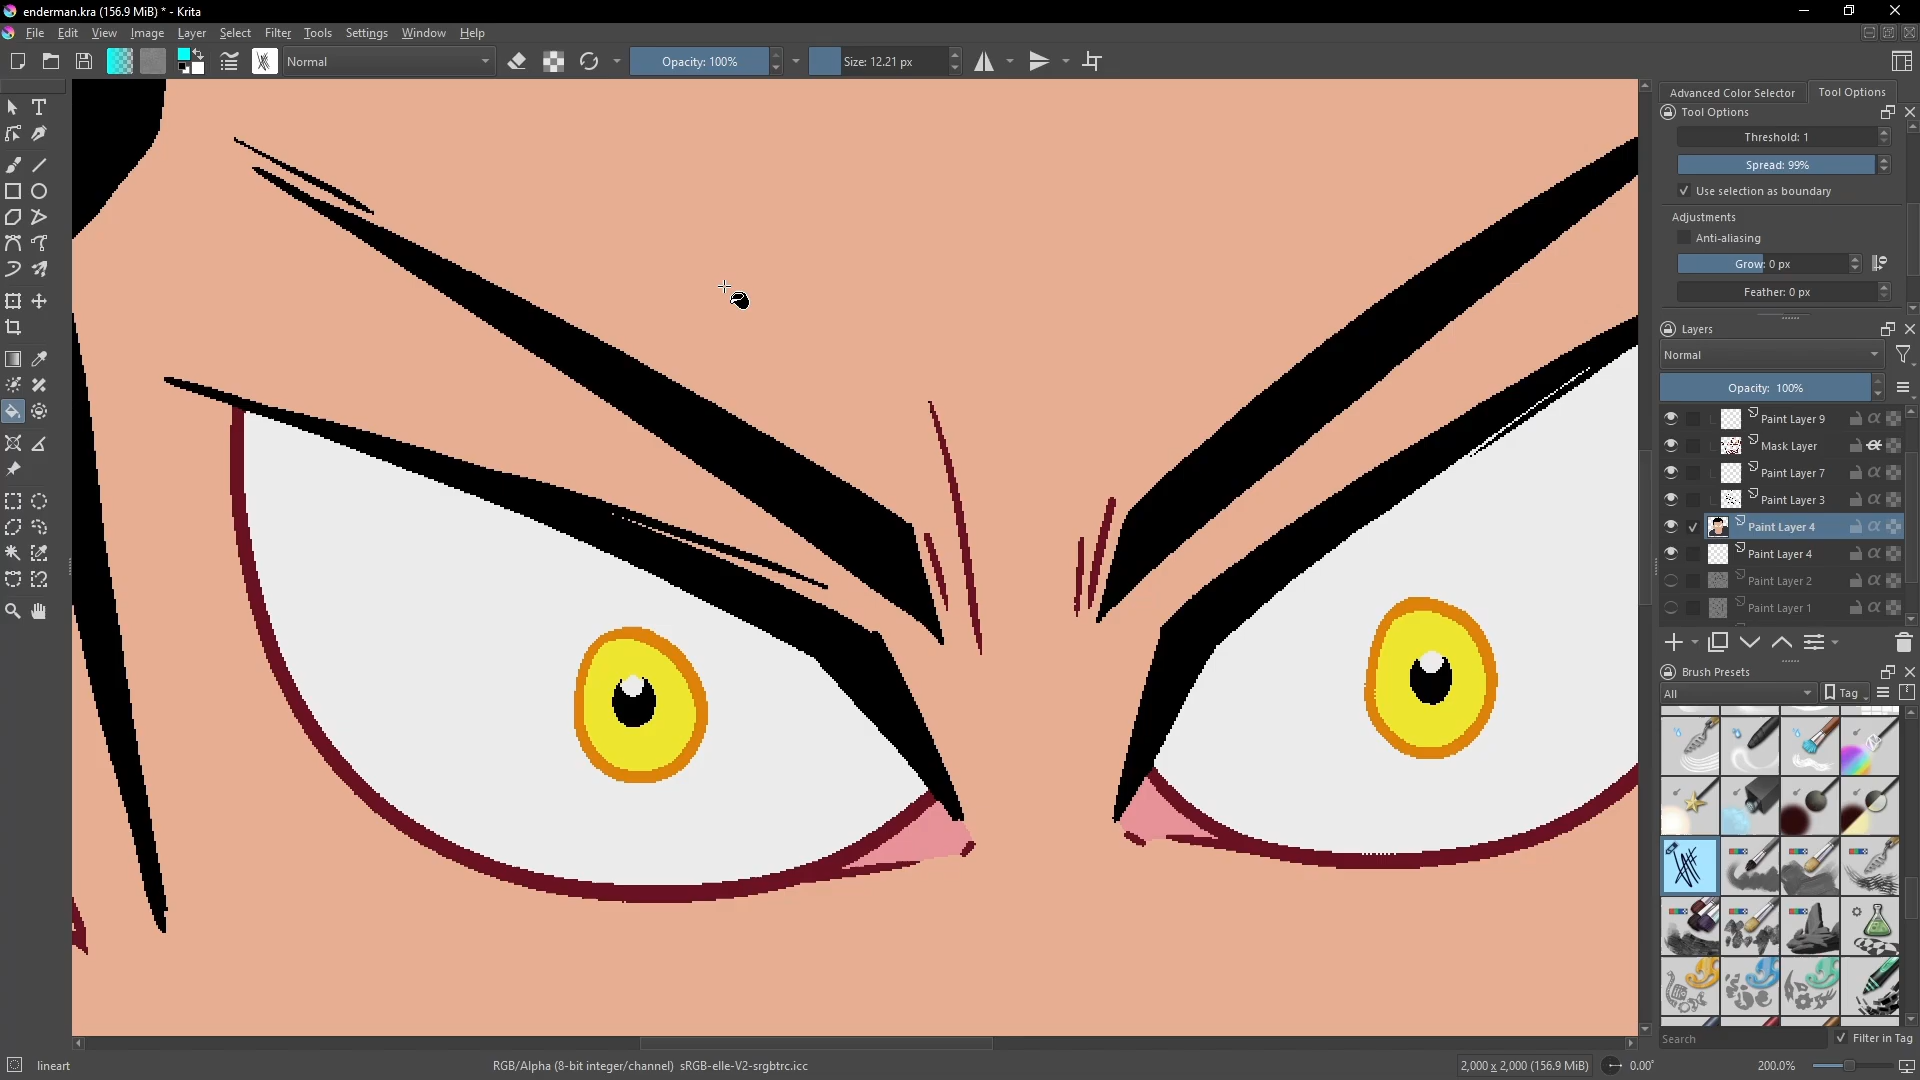 enderman.kra (156.9 MiB) * - Krita
File Edit View Image Layer Select Filter Tools Settings Window Help
Normal
Opacity: 100%
Size: 12.21 px
Advanced Color Selector
Tool Options
Tool Options
Threshold: 1
Spread: 99%
Use selection as boundary
Adjustments
Anti-aliasing
Grow: 0 px
Feather: 0 px
Layers
Normal
Opacity: 100%
Paint Layer 9
Mask Layer
Paint Layer 7
Paint Layer 3
Paint Layer 4
Paint Layer 4
Paint Layer 2
Paint Layer 1
Brush Presets
All
Tag
Search
Filter in Tag
lineart
RGB/Alpha (8-bit integer/channel) sRGB-elle-V2-srgbtrc.icc
2,000 x 2,000 (156.9 MiB)
0.00°
200.0%